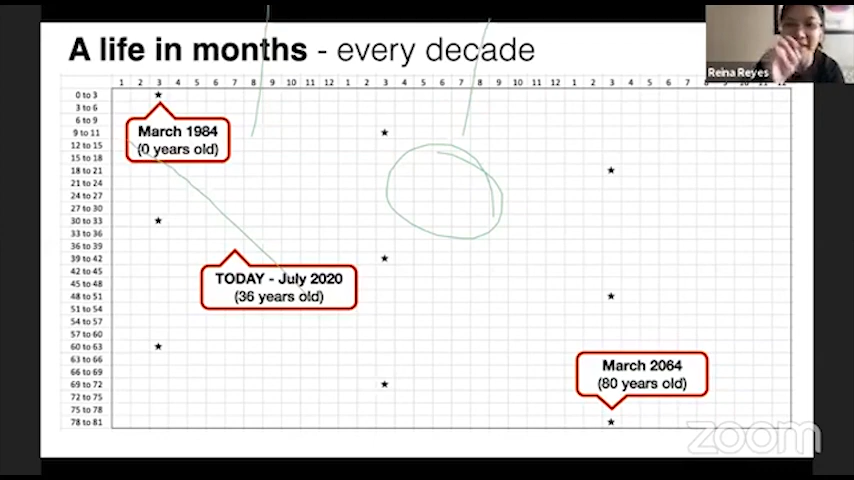 A life in months - every decade
Reina Reyes
1 2 3 4 5 6 7 8 9 10 11 12 1 2 3 4 5 6 7 8 9 10 11 12 1 2 3 4 5 6 7 8
0 to 3
3 to 6
6 to 9
9 to 11
12 to 15
15 to 18
18 to 21
21 to 24
24 to 27
27 to 30
30 to 33
33 to 36
36 to 39
39 to 42
42 to 45
45 to 48
48 to 51
51 to 54
54 to 57
57 to 60
60 to 63
63 to 66
66 to 69
69 to 72
72 to 75
75 to 78
78 to 81
March 1984
(0 years old)
TODAY - July 2020
(36 years old)
March 2064
(80 years old)
zoom